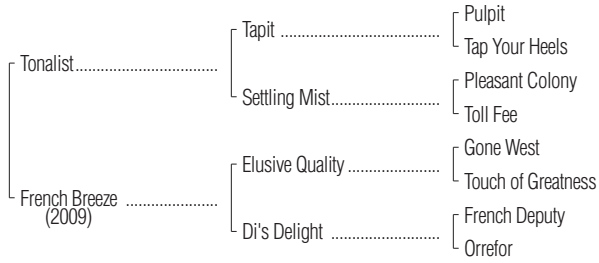 Pulpit
Tapit ........................................
Tap Your Heels
Tonalist....................................
Pleasant Colony
Settling Mist...........................
Toll Fee
Gone West
Elusive Quality .......................
Touch of Greatness
French Breeze .......................
(2009)
French Deputy
Di's Delight ...........................
Orrefor